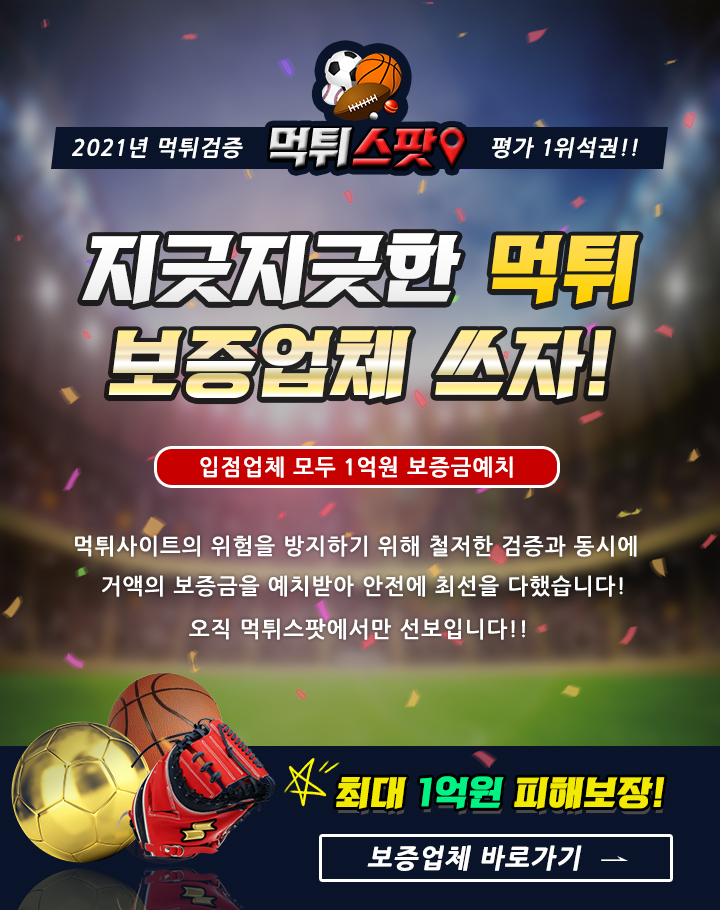 2021년 먹튀검증 먹튀스팟 평가 1위석권!!
지긋지긋한 먹튀
보증업체 쓰자!
입점업체 모두 1억원 보증금예치
먹튀사이트의 위험을 방지하기 위해 철저한 검증과 동시에
거액의 보증금을 예치받아 안전에 최선을 다했습니다!
오직 먹튀스팟에서만 선보입니다!!
최대 1억원 피해보장!
보증업체 바로가기 →